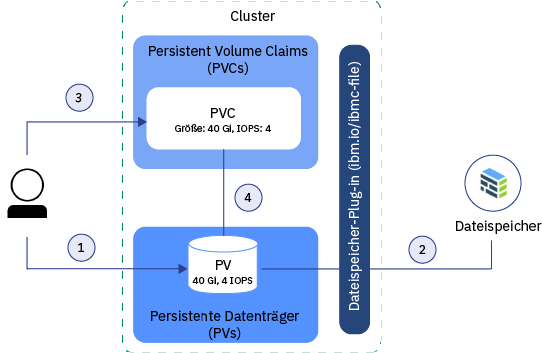 Cluster
Persistent Volume Claims
(PVCs)
3
PVC
Größe: 40 Gi, IOPS: 4
4
Dateispeicher-Plug-In (ibm.io/ibmc-file)
Dateispeicher
1
2
PV
40 Gi, 4 IOPS
Persistente Datenträger
(PVs)